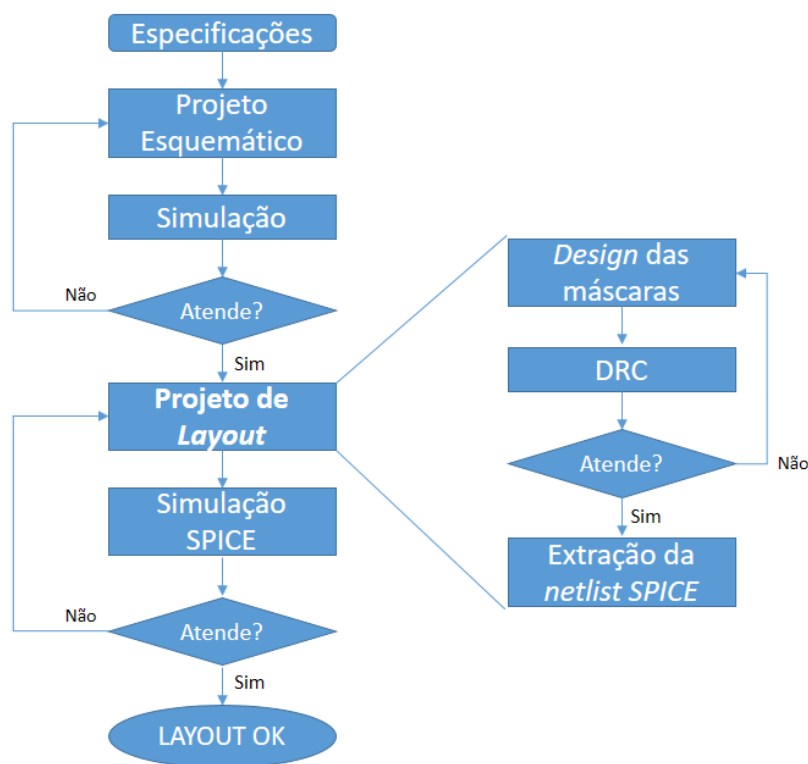 Especificações
Projeto
Esquemático
Simulação
Não
Atende?
Sim
Projeto de
Layout
Simulação
SPICE
Não
Atende?
Sim
LAYOUT OK
Design das
máscaras
DRC
Atende?
Não
Sim
Extração da
netlist SPICE